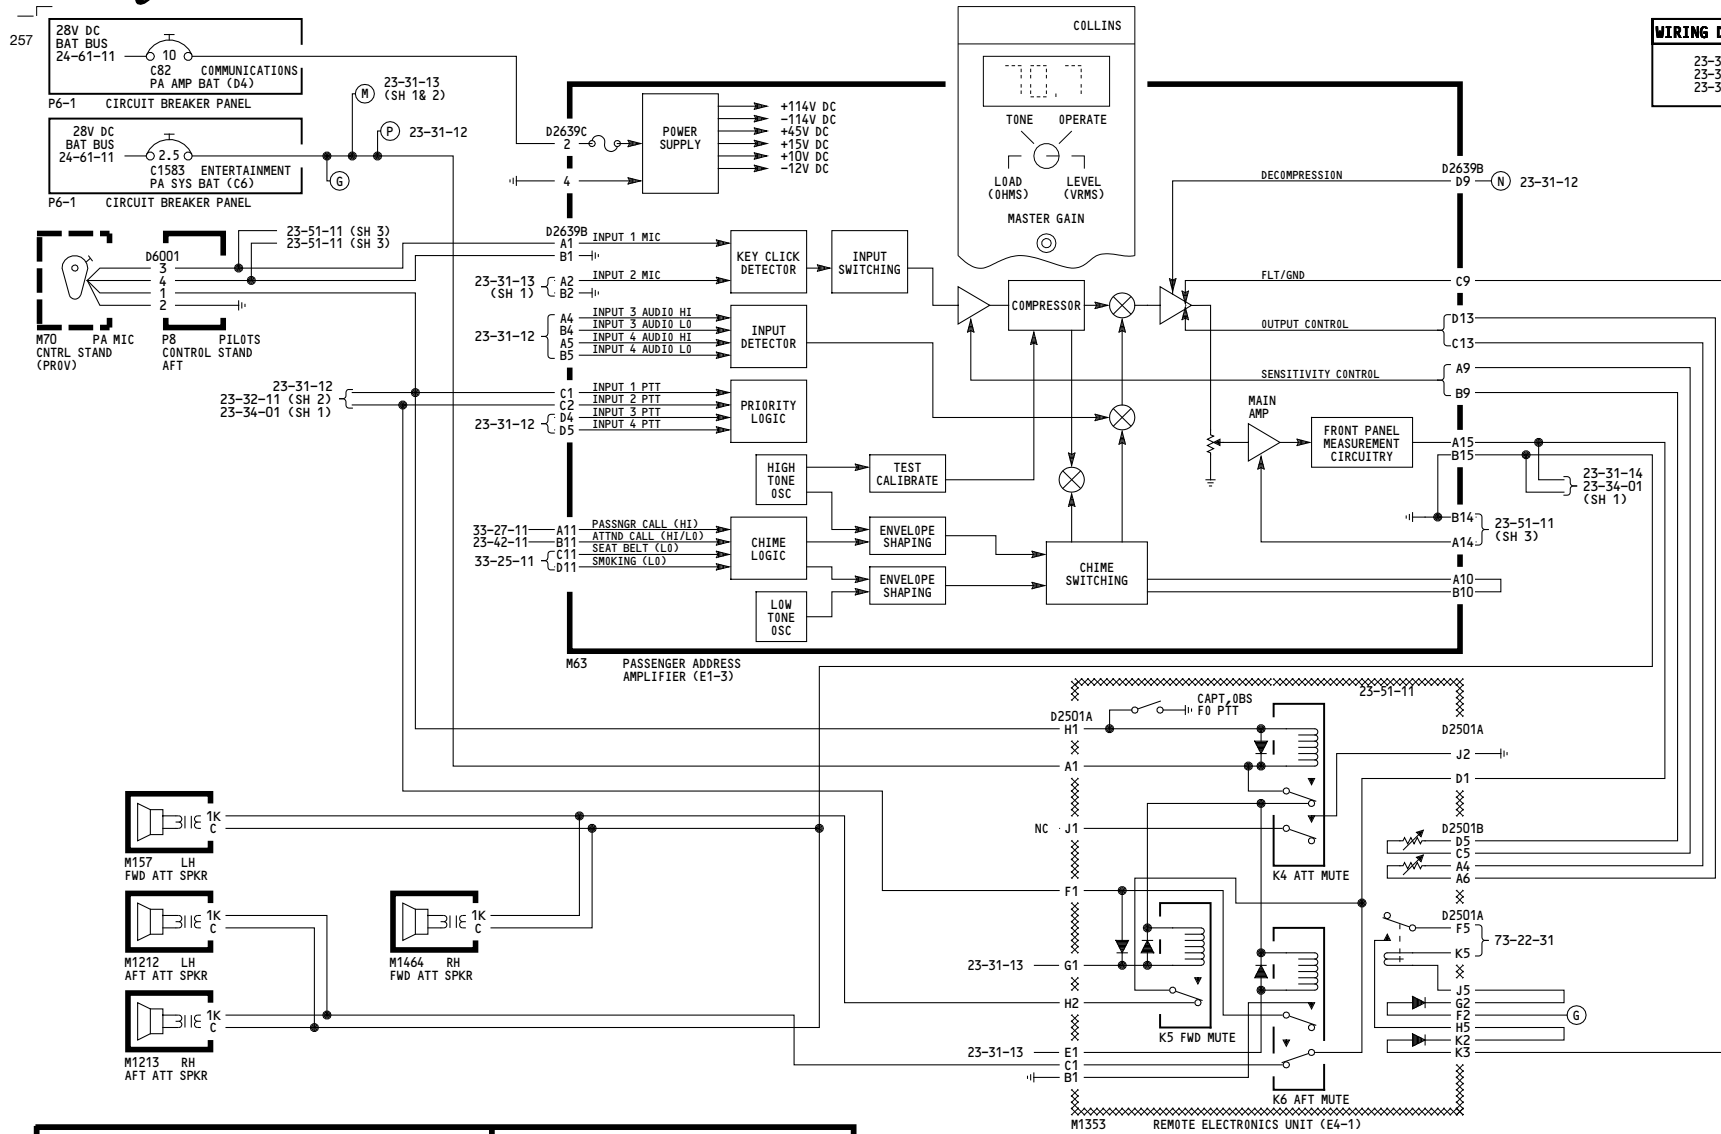 257
28V DC
BAT BUS
24-61-11
10
C82 COMMUNICATIONS
PA AMP BAT (D4)
P6-1 CIRCUIT BREAKER PANEL
28V DC
BAT BUS
24-61-11
2.5
C1583 ENTERTAINMENT
PA SYS BAT (C6)
P6-1 CIRCUIT BREAKER PANEL
M
23-31-13
(SH 1& 2)
P
23-31-12
G
23-51-11 (SH 3)
23-51-11 (SH 3)
D6001
3
4
1
2
M70 PA MIC
CNTRL STAND
(PROV)
P8 PILOTS
CONTROL STAND
AFT
23-31-12
23-32-11 (SH 2)
23-34-01 (SH 1)
D2639C
2
4
POWER
SUPPLY
+114V DC
-114V DC
+45V DC
+15V DC
+10V DC
-12V DC
COLLINS
TONE OPERATE
LOAD
(OHMS)
LEVEL
(VRMS)
MASTER GAIN
WIRING D
23-3
23-3
23-3
D2639B
A1 INPUT 1 MIC
B1
23-31-13
(SH 1)
A2 INPUT 2 MIC
B2
23-31-12
A4 INPUT 3 AUDIO HI
B4 INPUT 3 AUDIO LO
A5 INPUT 4 AUDIO HI
B5 INPUT 4 AUDIO LO
C1 INPUT 1 PTT
C2 INPUT 2 PTT
23-31-12
D4 INPUT 3 PTT
D5 INPUT 4 PTT
33-27-11 A11 PASSNGR CALL (HI)
23-42-11 B11 ATTND CALL (HI/LO)
33-25-11
C11 SEAT BELT (LO)
D11 SMOKING (LO)
KEY CLICK
DETECTOR
INPUT
SWITCHING
INPUT
DETECTOR
PRIORITY
LOGIC
HIGH
TONE
OSC
TEST
CALIBRATE
CHIME
LOGIC
ENVELOPE
SHAPING
ENVELOPE
SHAPING
LOW
TONE
OSC
COMPRESSOR
CHIME
SWITCHING
MAIN
AMP
FRONT PANEL
MEASUREMENT
CIRCUITRY
DECOMPRESSION
D2639B
D9
N
23-31-12
FLT/GND
C9
OUTPUT CONTROL
D13
C13
SENSITIVITY CONTROL
A9
B9
A15
B15
23-31-14
23-34-01
(SH 1)
B14
A14
23-51-11
(SH 3)
A10
B10
M63 PASSENGER ADDRESS
AMPLIFIER (E1-3)
23-51-11
CAPT,OBS
FO PTT
D2501A
H1
A1
NC J1
F1
23-31-13 G1
H2
23-31-13 E1
C1
B1
K4 ATT MUTE
K5 FWD MUTE
K6 AFT MUTE
D2501A
J2
D1
D2501B
D5
C5
A4
A6
D2501A
F5
K5
73-22-31
J5
G2
F2
H5
K2
K3
G
M1353 REMOTE ELECTRONICS UNIT (E4-1)
1K
C
M157 LH
FWD ATT SPKR
1K
C
M1212 LH
AFT ATT SPKR
1K
C
M1464 RH
FWD ATT SPKR
1K
C
M1213 RH
AFT ATT SPKR